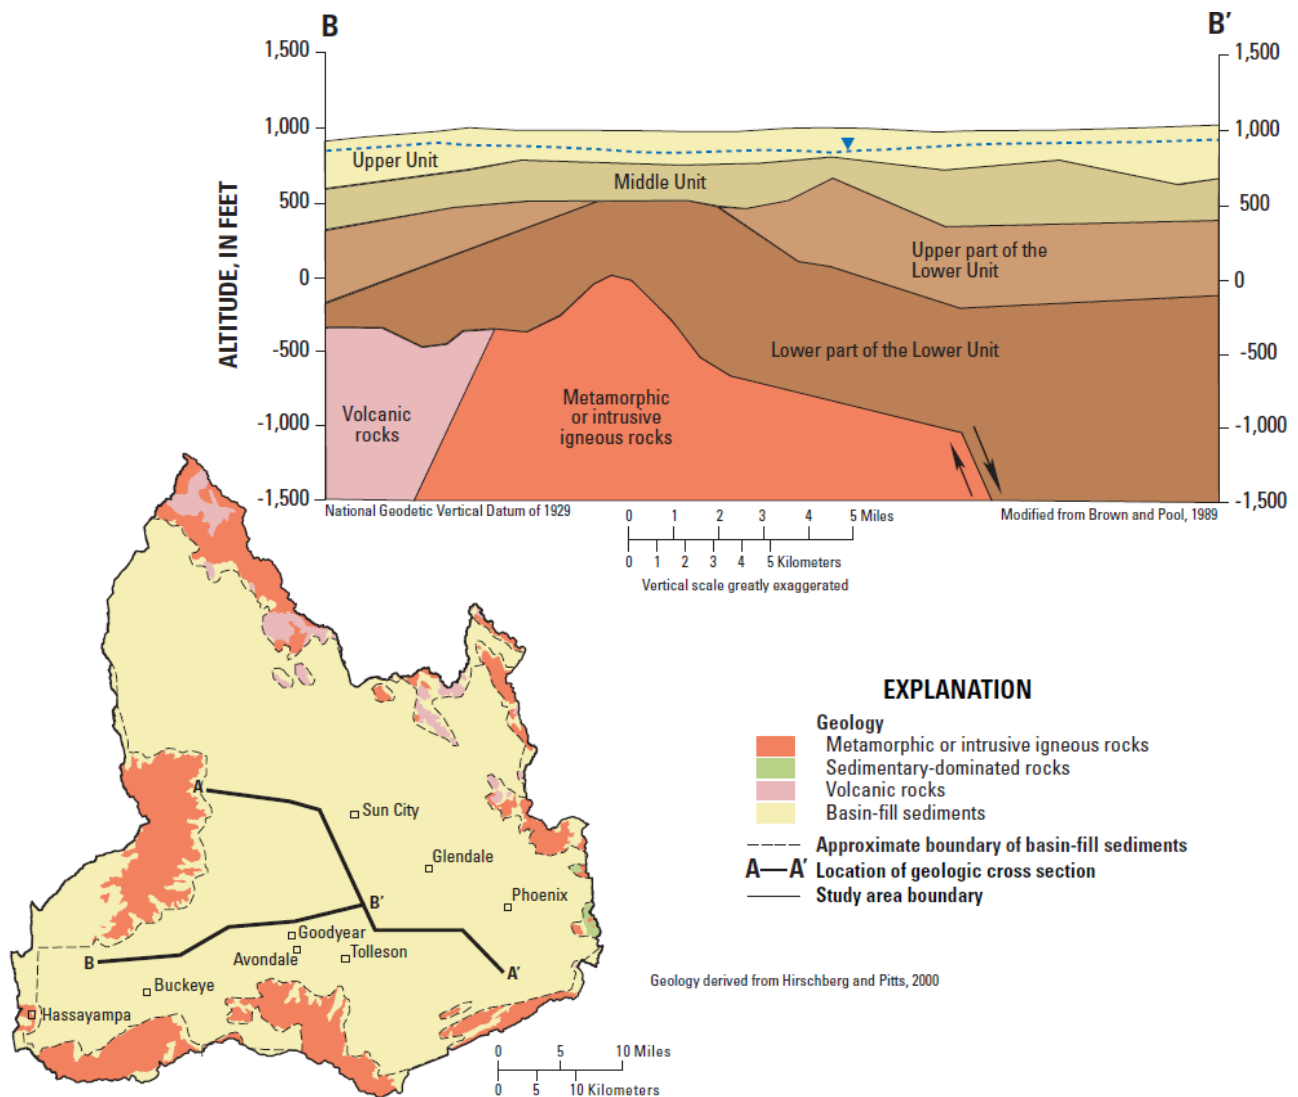 B
B′
1,500
1,000
500
0
-500
-1,000
-1,500
ALTITUDE, IN FEET
1,500
1,000
500
0
-500
-1,000
-1,500
Upper Unit
Middle Unit
Upper part of the
Lower Unit
Lower part of the Lower Unit
Volcanic
rocks
Metamorphic
or intrusive
igneous rocks
National Geodetic Vertical Datum of 1929
Modified from Brown and Pool, 1989
0 1 2 3 4 5 Miles
0 1 2 3 4 5 Kilometers
Vertical scale greatly exaggerated
A
Sun City
Glendale
Phoenix
B′
Goodyear
Avondale
Tolleson
B
A′
Buckeye
Hassayampa
0 5 10 Miles
0 5 10 Kilometers
EXPLANATION
Geology
Metamorphic or intrusive igneous rocks
Sedimentary-dominated rocks
Volcanic rocks
Basin-fill sediments
Approximate boundary of basin-fill sediments
A—A′ Location of geologic cross section
Study area boundary
Geology derived from Hirschberg and Pitts, 2000